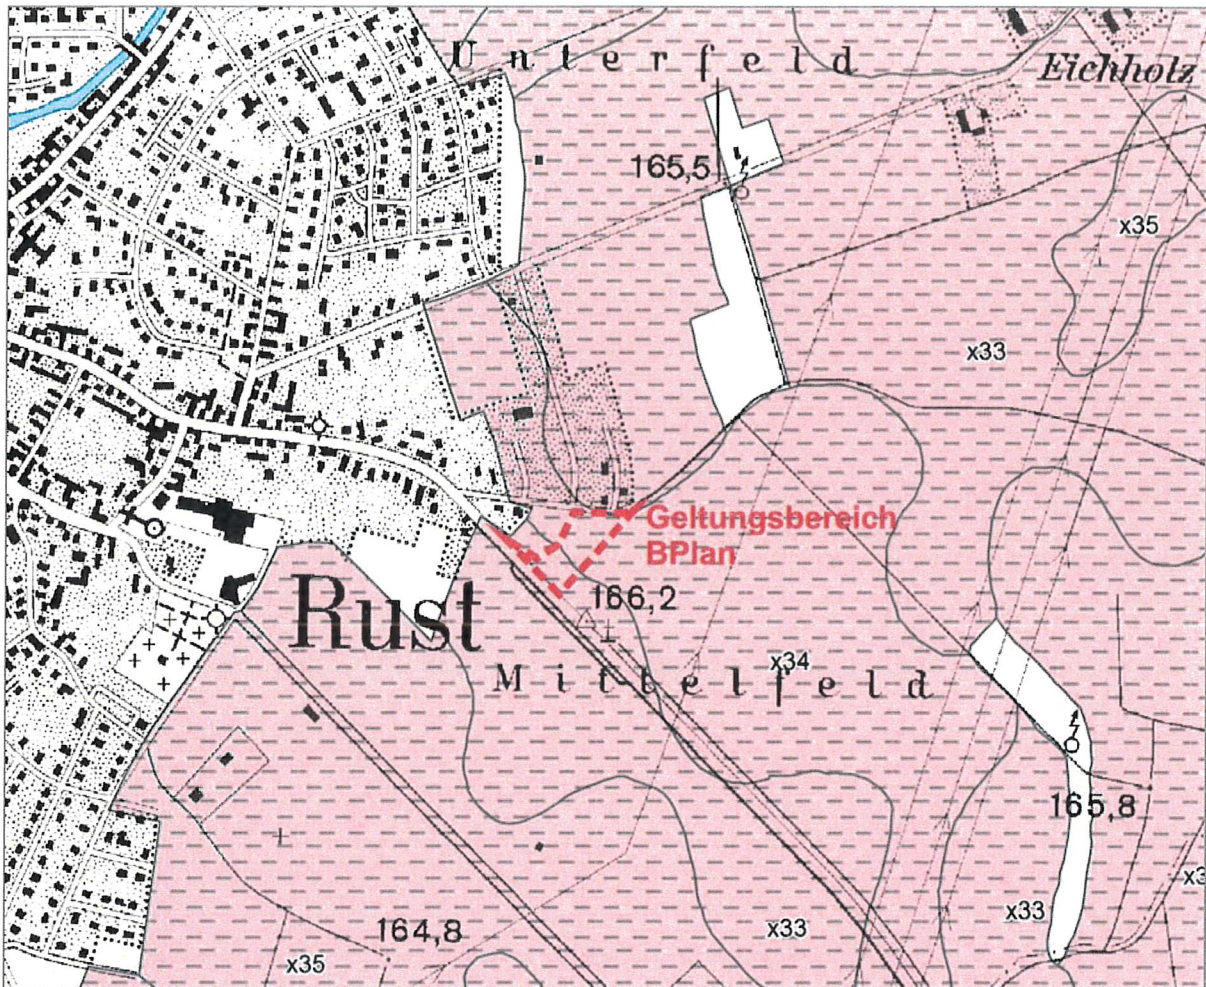 Unterfeld
Eichholz
165,5
x35
x33
Geltungsbereich
BPlan
166,2
Rust
Mittelfeld
x34
165,8
x33
x33
164,8
x35